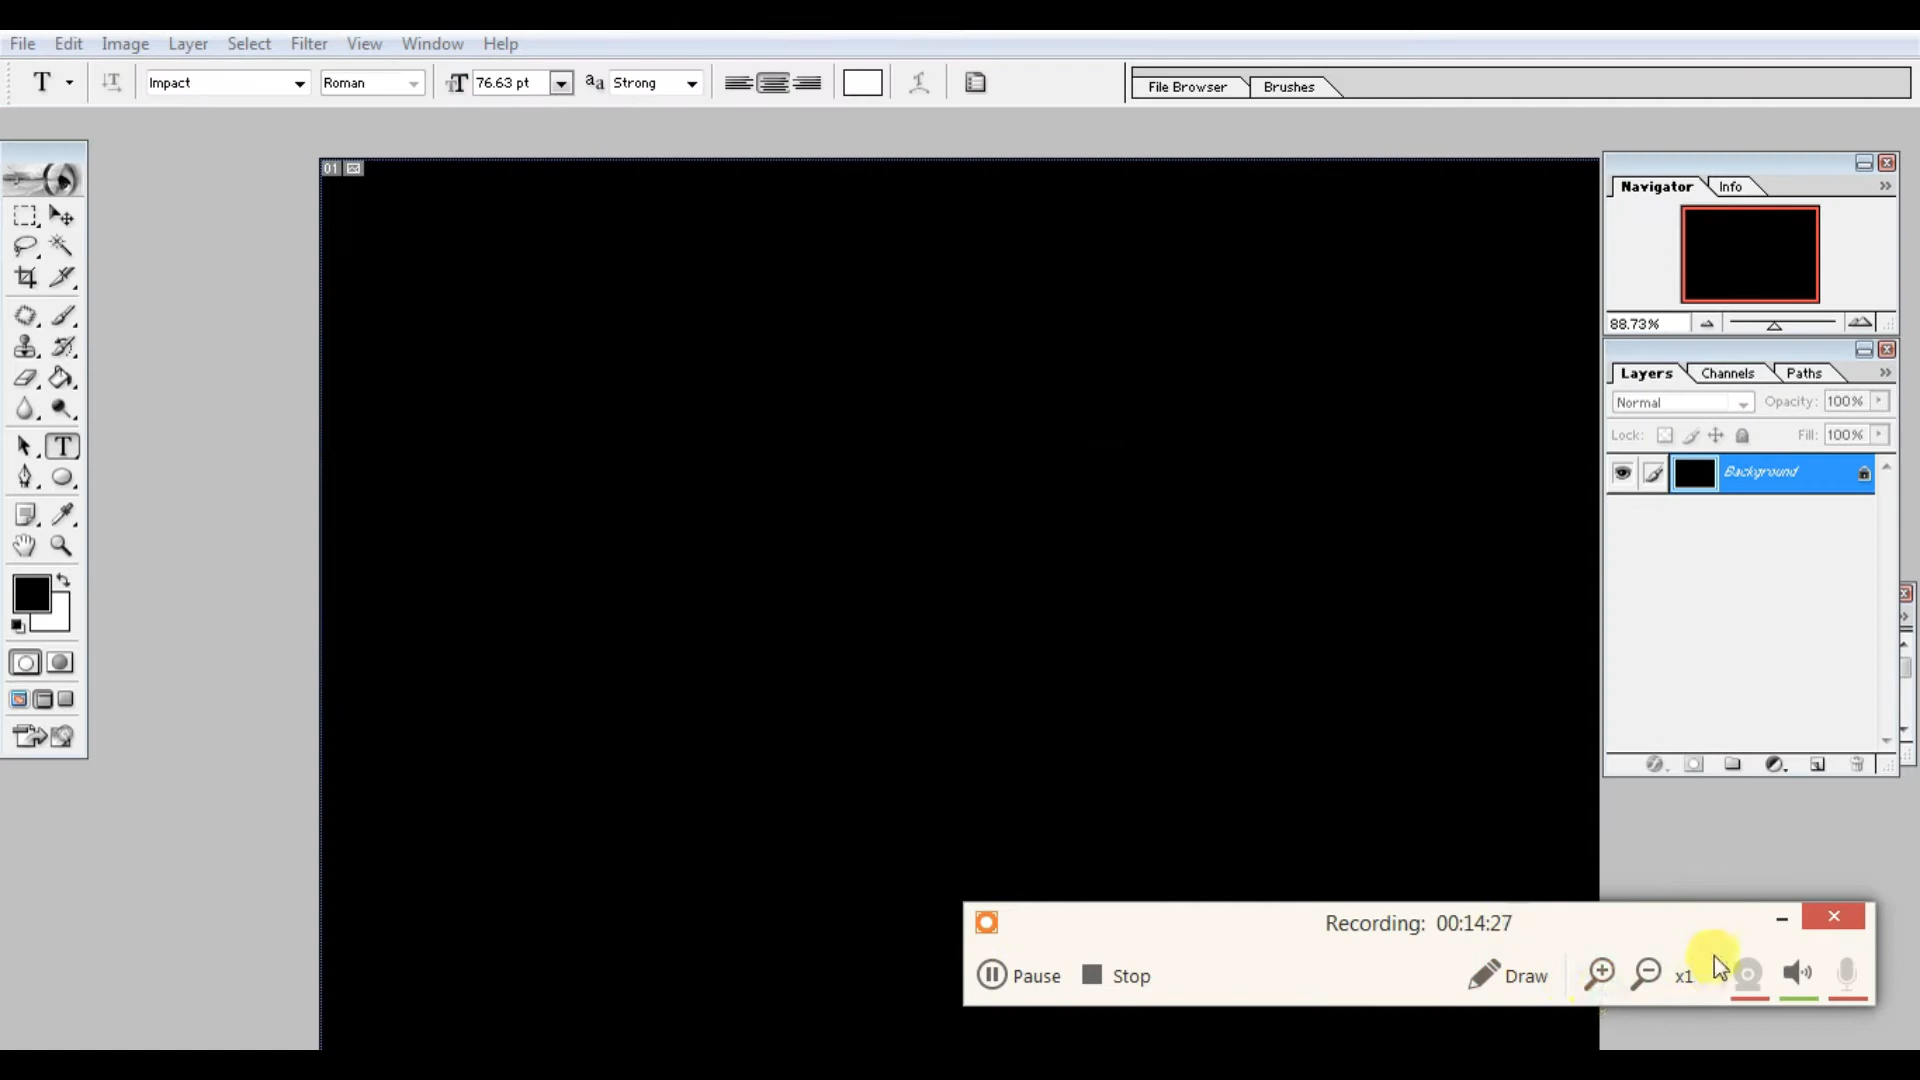 File Edit Image Layer Select Filter View Window Help
T Impact Roman 76.63 pt aa Strong File Browser Brushes
01
Navigator Info
88.73%
Layers Channels Paths
Normal Opacity: 100%
Lock: Fill: 100%
Background
Recording: 00:14:27
Pause Stop Draw x1